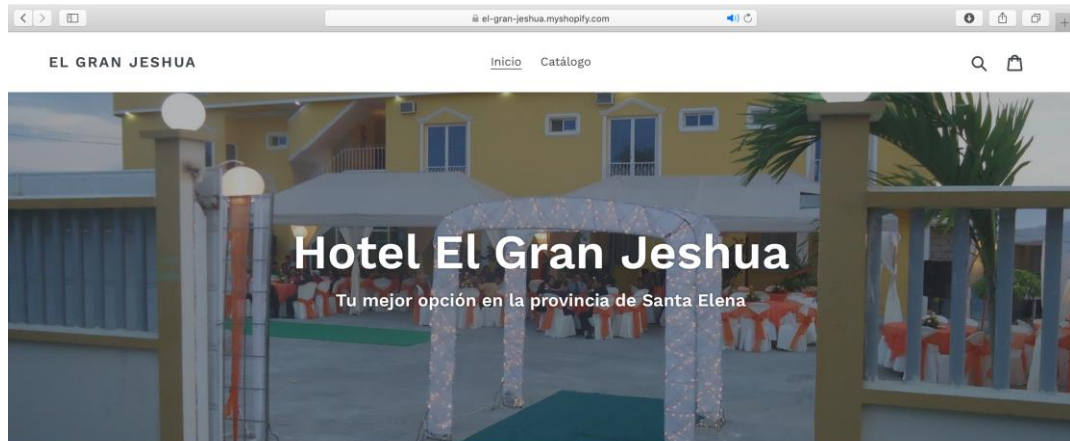 el-gran-jeshua.myshopify.com
EL GRAN JESHUA
Inicio Catálogo
Hotel El Gran Jeshua
Tu mejor opción en la provincia de Santa Elena